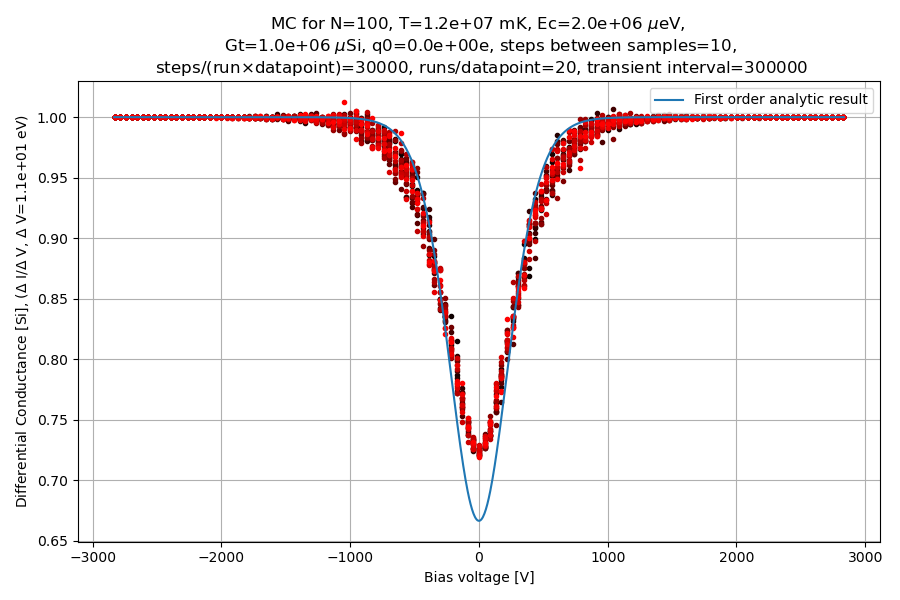 MC for N=100, T=1.2e+07 mK, Ec=2.0e+06 μeV,
Gt=1.0e+06 μSi, q0=0.0e+00e, steps between samples=10,
steps/(run×datapoint)=30000, runs/datapoint=20, transient interval=300000
First order analytic result
Differential Conductance [Si], (Δ I/Δ V, Δ V=1.1e+01 eV)
1.00
0.95
0.90
0.85
0.80
0.75
0.70
0.65
−3000 −2000 −1000 0 1000 2000 3000
Bias voltage [V]